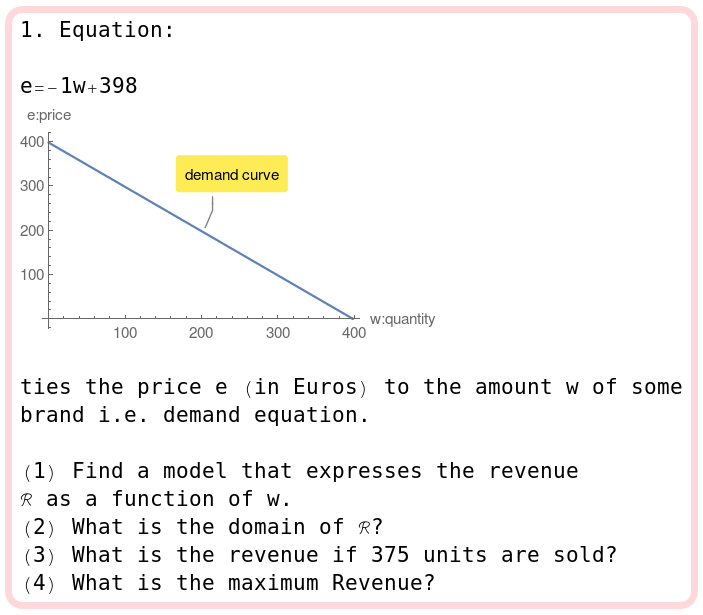 1. Equation:
e=-1w+398
e:price
400
300
demand curve
200
100
w:quantity
100 200 300 400
ties the price e (in Euros) to the amount w of some
brand i.e. demand equation.
(1) Find a model that expresses the revenue
ℛ as a function of w.
(2) What is the domain of ℛ?
(3) What is the revenue if 375 units are sold?
(4) What is the maximum Revenue?